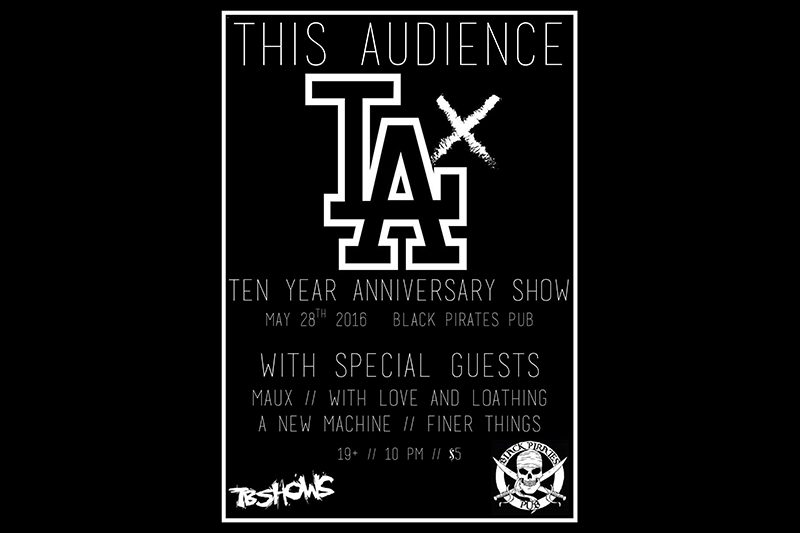 THIS AUDIENCE
TA X
TEN YEAR ANNIVERSARY SHOW
MAY 28TH 2016 BLACK PIRATES PUB
WITH SPECIAL GUESTS
MAUX // WITH LOVE AND LOATHING
A NEW MACHINE // FINER THINGS
19+ // 10 PM // $5
TBSHOWS
BLACK PIRATES
PUB